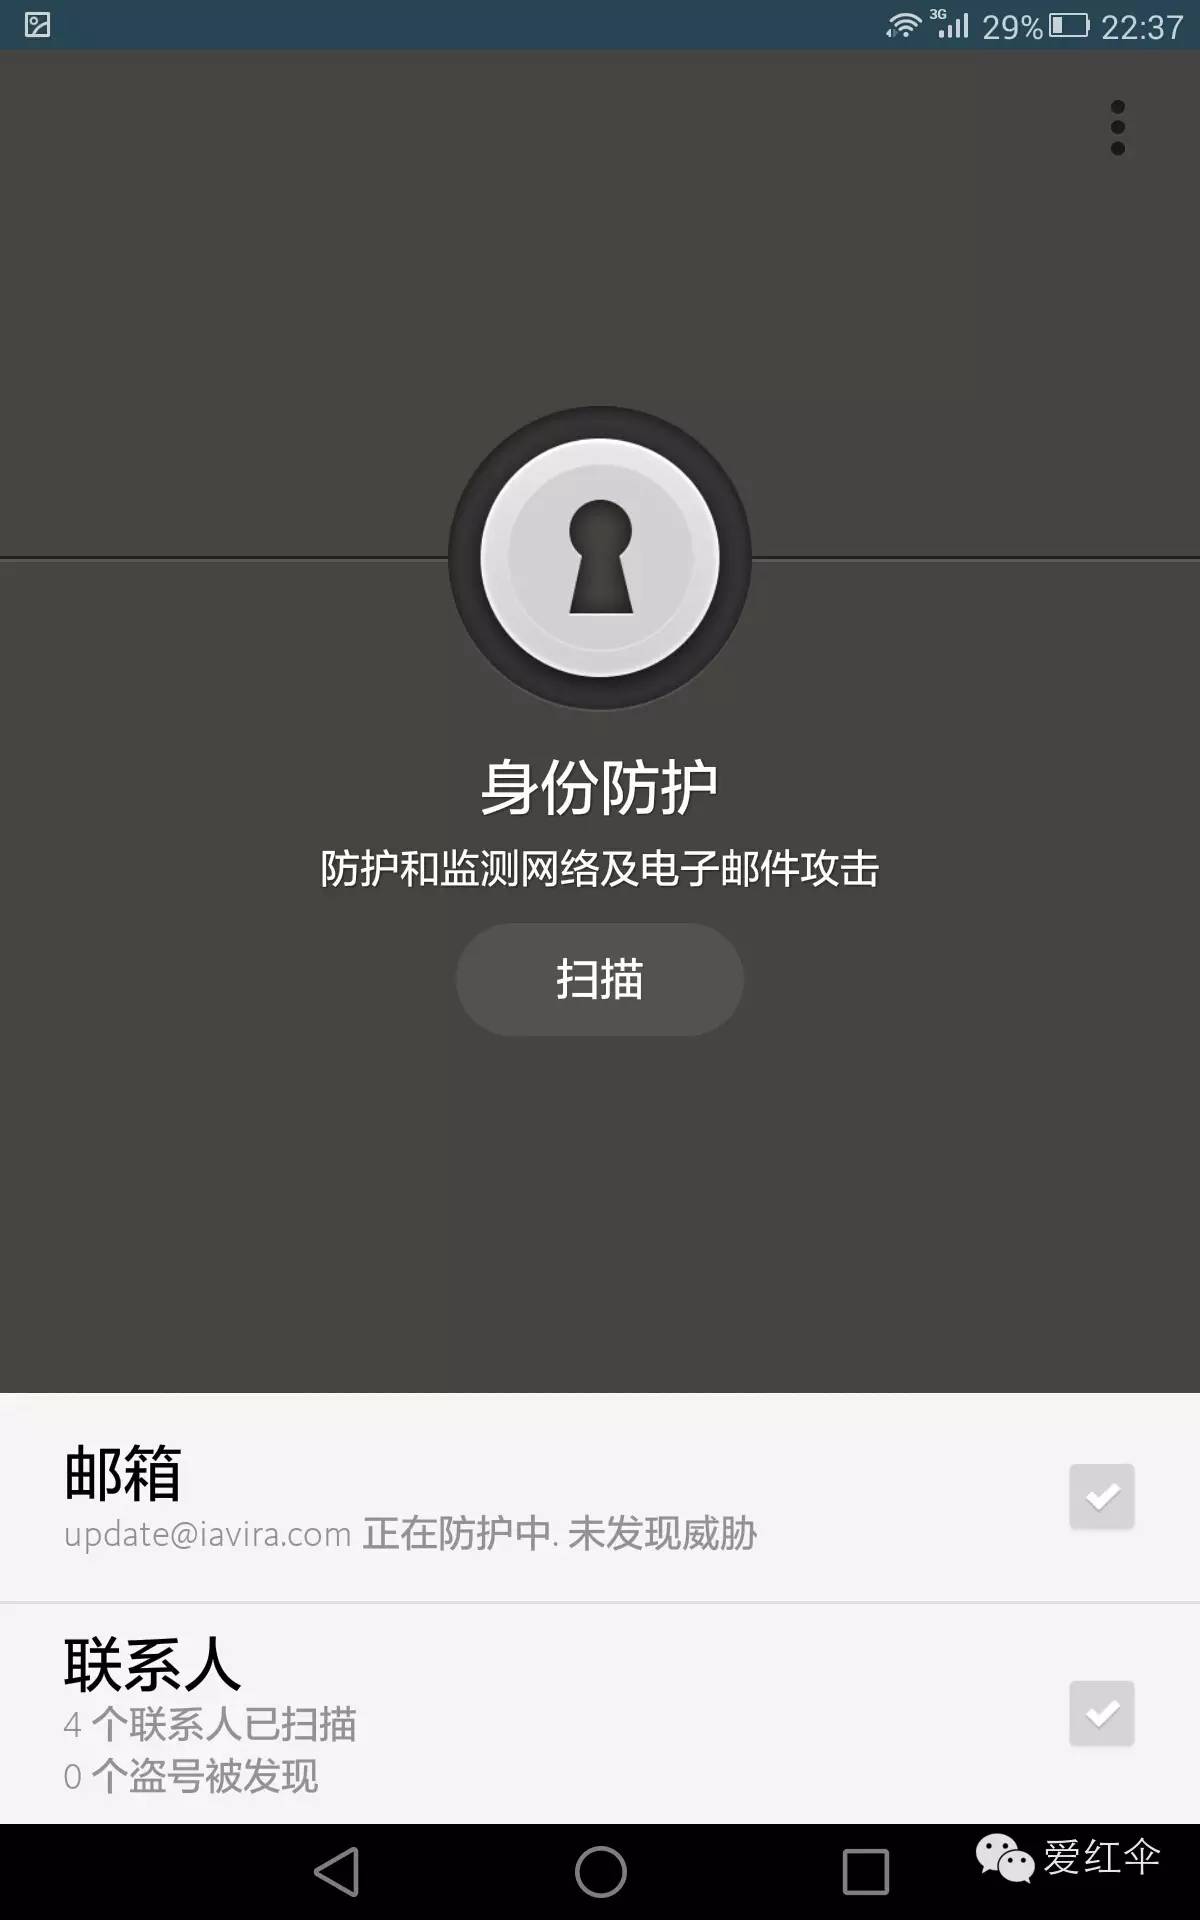 3G 29% 22:37
身份防护
防护和监测网络及电子邮件攻击
扫描
邮箱
update@iavira.com 正在防护中. 未发现威胁
联系人
4 个联系人已扫描
0 个盗号被发现
爱红伞